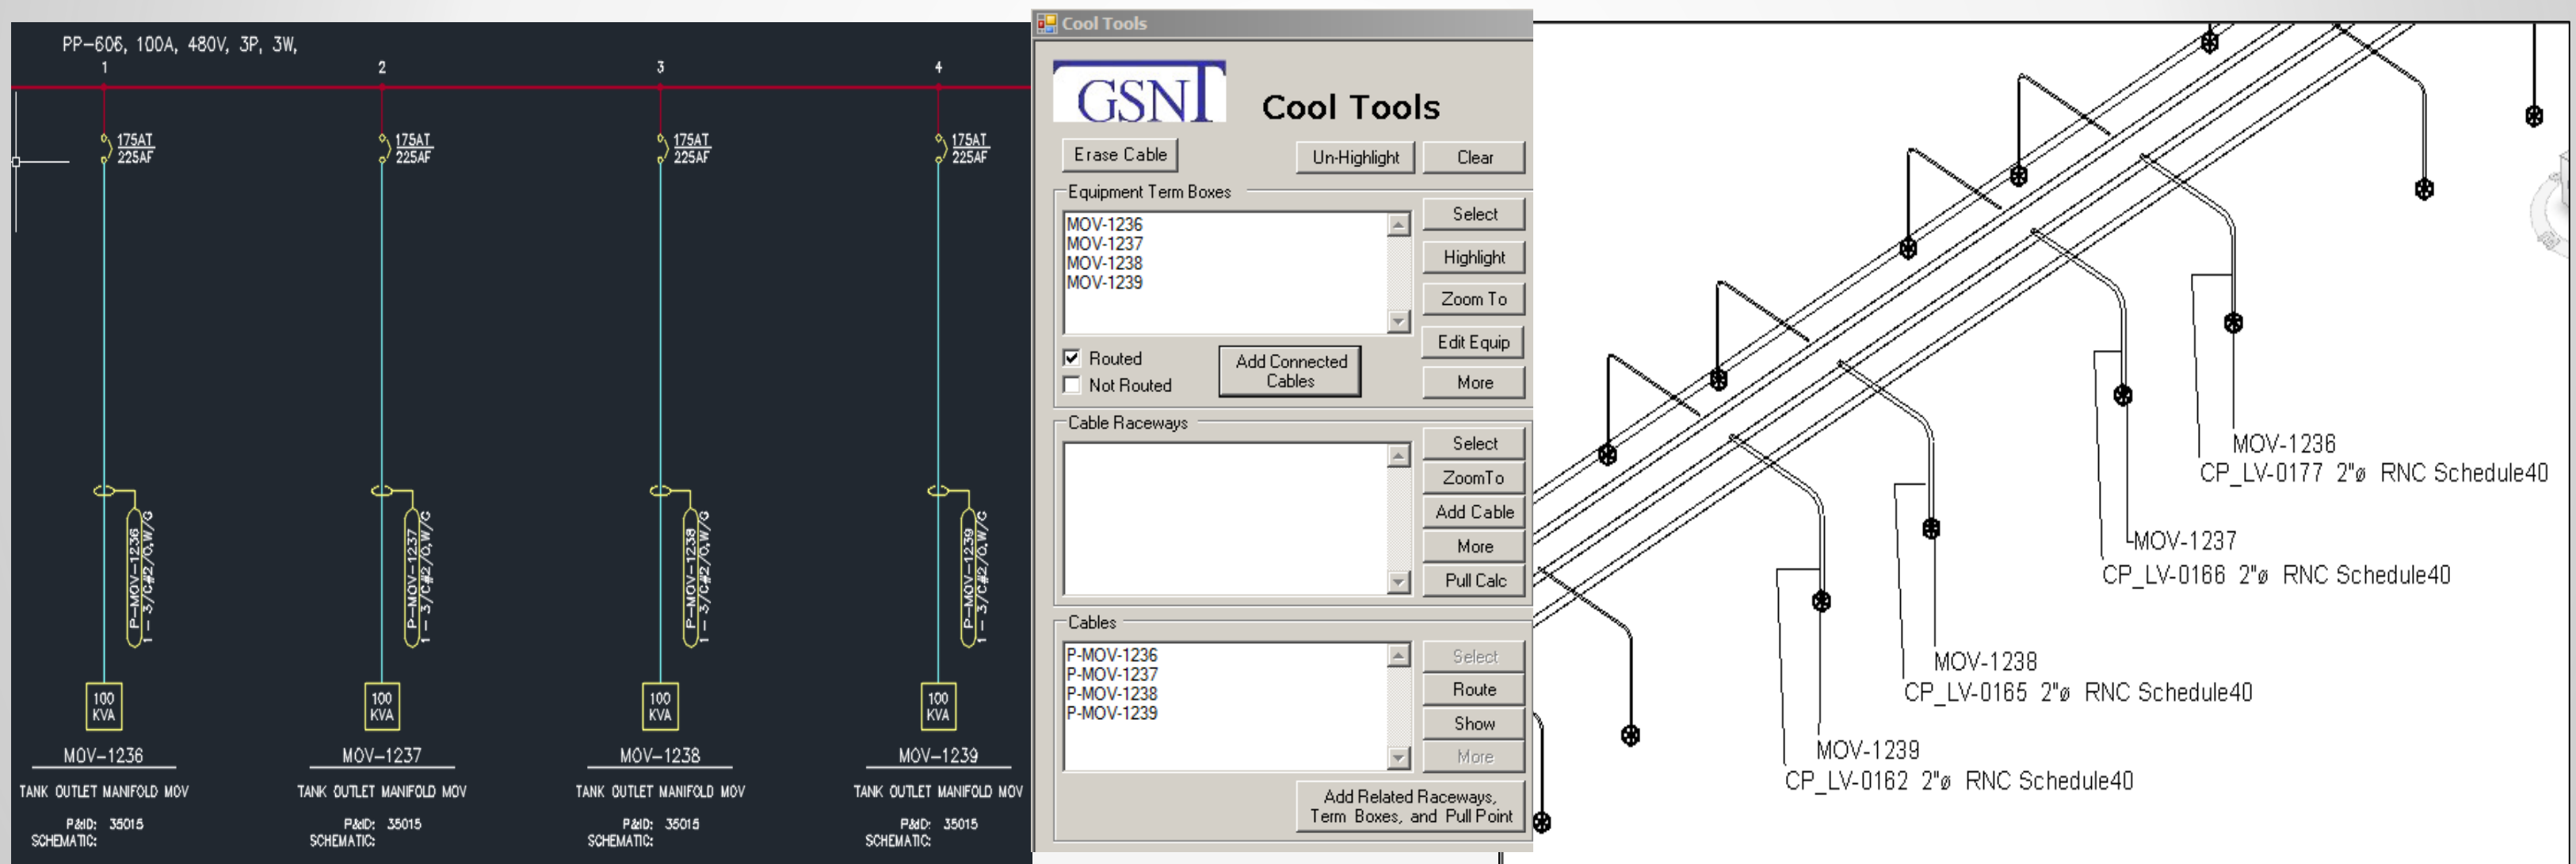 PP-606, 100A, 480V, 3P, 3W,
1
2
3
4
175AT
225AF
175AT
225AF
175AT
225AF
175AT
225AF
P-MOV-1236
1 - 3/C#2/0,W/G
P-MOV-1237
1 - 3/C#2/0,W/G
P-MOV-1238
1 - 3/C#2/0,W/G
P-MOV-1239
1 - 3/C#2/0,W/G
100
KVA
100
KVA
100
KVA
100
KVA
MOV-1236
MOV-1237
MOV-1238
MOV-1239
TANK OUTLET MANIFOLD MOV
TANK OUTLET MANIFOLD MOV
TANK OUTLET MANIFOLD MOV
TANK OUTLET MANIFOLD MOV
P&ID: 35015
SCHEMATIC:
P&ID: 35015
SCHEMATIC:
P&ID: 35015
SCHEMATIC:
P&ID: 35015
SCHEMATIC:
Cool Tools
GSNT
Cool Tools
Erase Cable
Un-Highlight
Clear
Equipment Term Boxes
MOV-1236
MOV-1237
MOV-1238
MOV-1239
Select
Highlight
Zoom To
Edit Equip
More
Routed
Not Routed
Add Connected
Cables
Cable Raceways
Select
ZoomTo
Add Cable
More
Pull Calc
Cables
P-MOV-1236
P-MOV-1237
P-MOV-1238
P-MOV-1239
Select
Route
Show
More
Add Related Raceways,
Term Boxes, and Pull Point
MOV-1236
CP_LV-0177 2"ø RNC Schedule40
MOV-1237
CP_LV-0166 2"ø RNC Schedule40
MOV-1238
CP_LV-0165 2"ø RNC Schedule40
MOV-1239
CP_LV-0162 2"ø RNC Schedule40